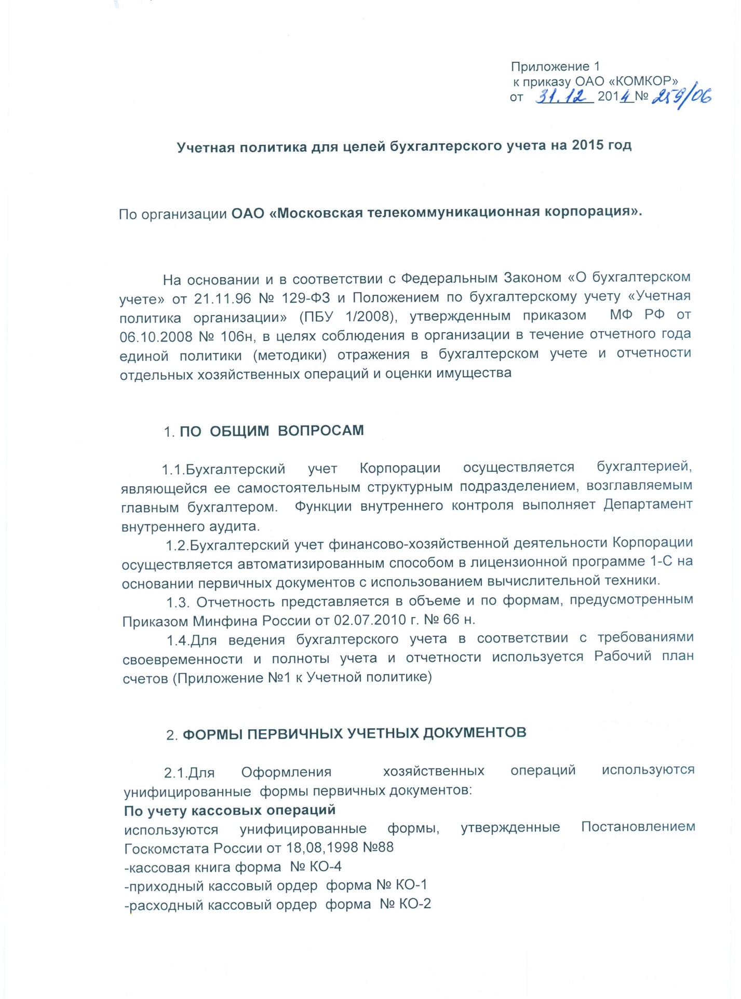 Приложение 1
к приказу ОАО «КОМКОР»
от 31.12 2014 № 259/06
Учетная политика для целей бухгалтерского учета на 2015 год
По организации ОАО «Московская телекоммуникационная корпорация».
На основании и в соответствии с Федеральным Законом «О бухгалтерском
учете» от 21.11.96 № 129-ФЗ и Положением по бухгалтерскому учету «Учетная
политика организации» (ПБУ 1/2008), утвержденным приказом МФ РФ от
06.10.2008 № 106н, в целях соблюдения в организации в течение отчетного года
единой политики (методики) отражения в бухгалтерском учете и отчетности
отдельных хозяйственных операций и оценки имущества
1. ПО ОБЩИМ ВОПРОСАМ
1.1.Бухгалтерский учет Корпорации осуществляется бухгалтерией,
являющейся ее самостоятельным структурным подразделением, возглавляемым
главным бухгалтером. Функции внутреннего контроля выполняет Департамент
внутреннего аудита.
1.2.Бухгалтерский учет финансово-хозяйственной деятельности Корпорации
осуществляется автоматизированным способом в лицензионной программе 1-С на
основании первичных документов с использованием вычислительной техники.
1.3. Отчетность представляется в объеме и по формам, предусмотренным
Приказом Минфина России от 02.07.2010 г. № 66 н.
1.4.Для ведения бухгалтерского учета в соответствии с требованиями
своевременности и полноты учета и отчетности используется Рабочий план
счетов (Приложение №1 к Учетной политике)
2. ФОРМЫ ПЕРВИЧНЫХ УЧЕТНЫХ ДОКУМЕНТОВ
2.1.Для Оформления хозяйственных операций используются
унифицированные формы первичных документов:
По учету кассовых операций
используются унифицированные формы, утвержденные Постановлением
Госкомстата России от 18,08,1998 №88
-кассовая книга форма № КО-4
-приходный кассовый ордер форма № КО-1
-расходный кассовый ордер форма № КО-2